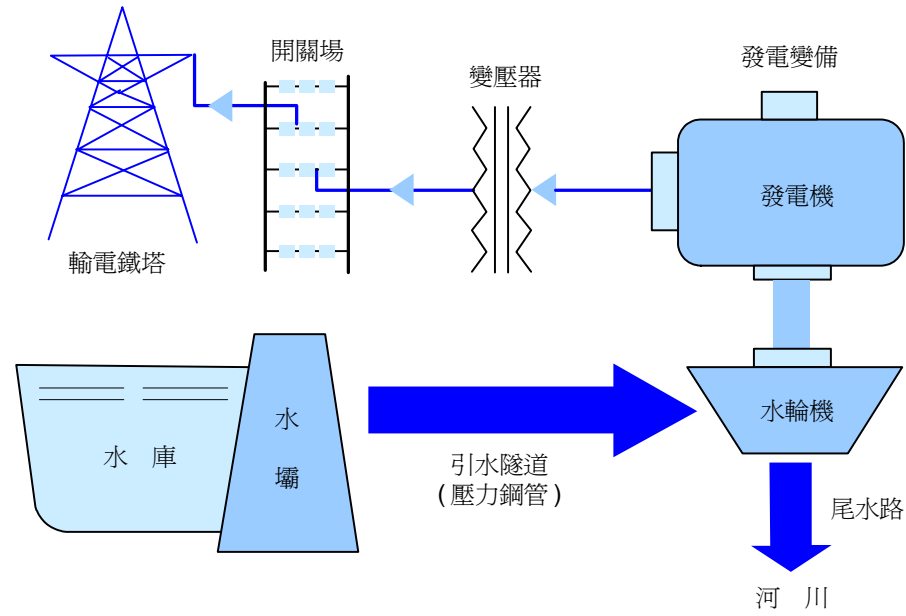 開關場
變壓器
發電變備
發電機
輸電鐵塔
水輪機
水
壩
水 庫
引水隧道
(壓力鋼管)
尾水路
河 川